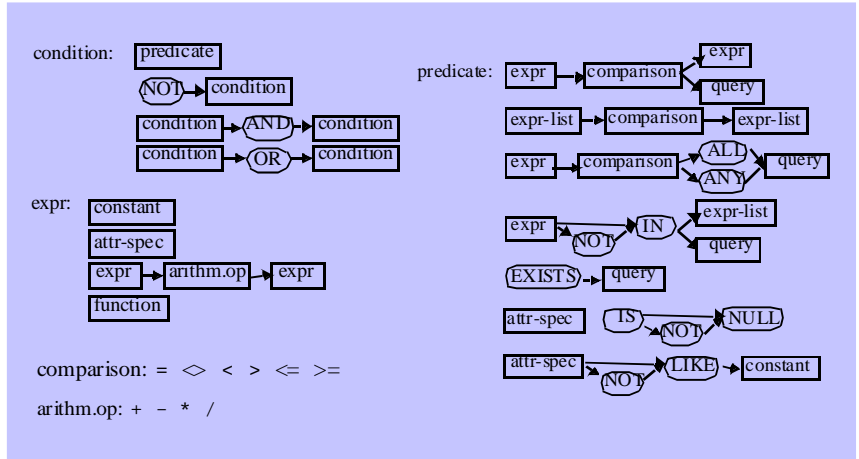 condition: predicate
NOT condition
condition AND condition
condition OR condition
expr: constant
attr-spec
expr arithm.op expr
function
comparison: = <> < > <= >=
arithm.op: + - * /
predicate: expr comparison expr
query
expr-list comparison expr-list
expr comparison ALL query
ANY
expr NOT IN expr-list
query
EXISTS query
attr-spec IS NOT NULL
attr-spec NOT LIKE constant